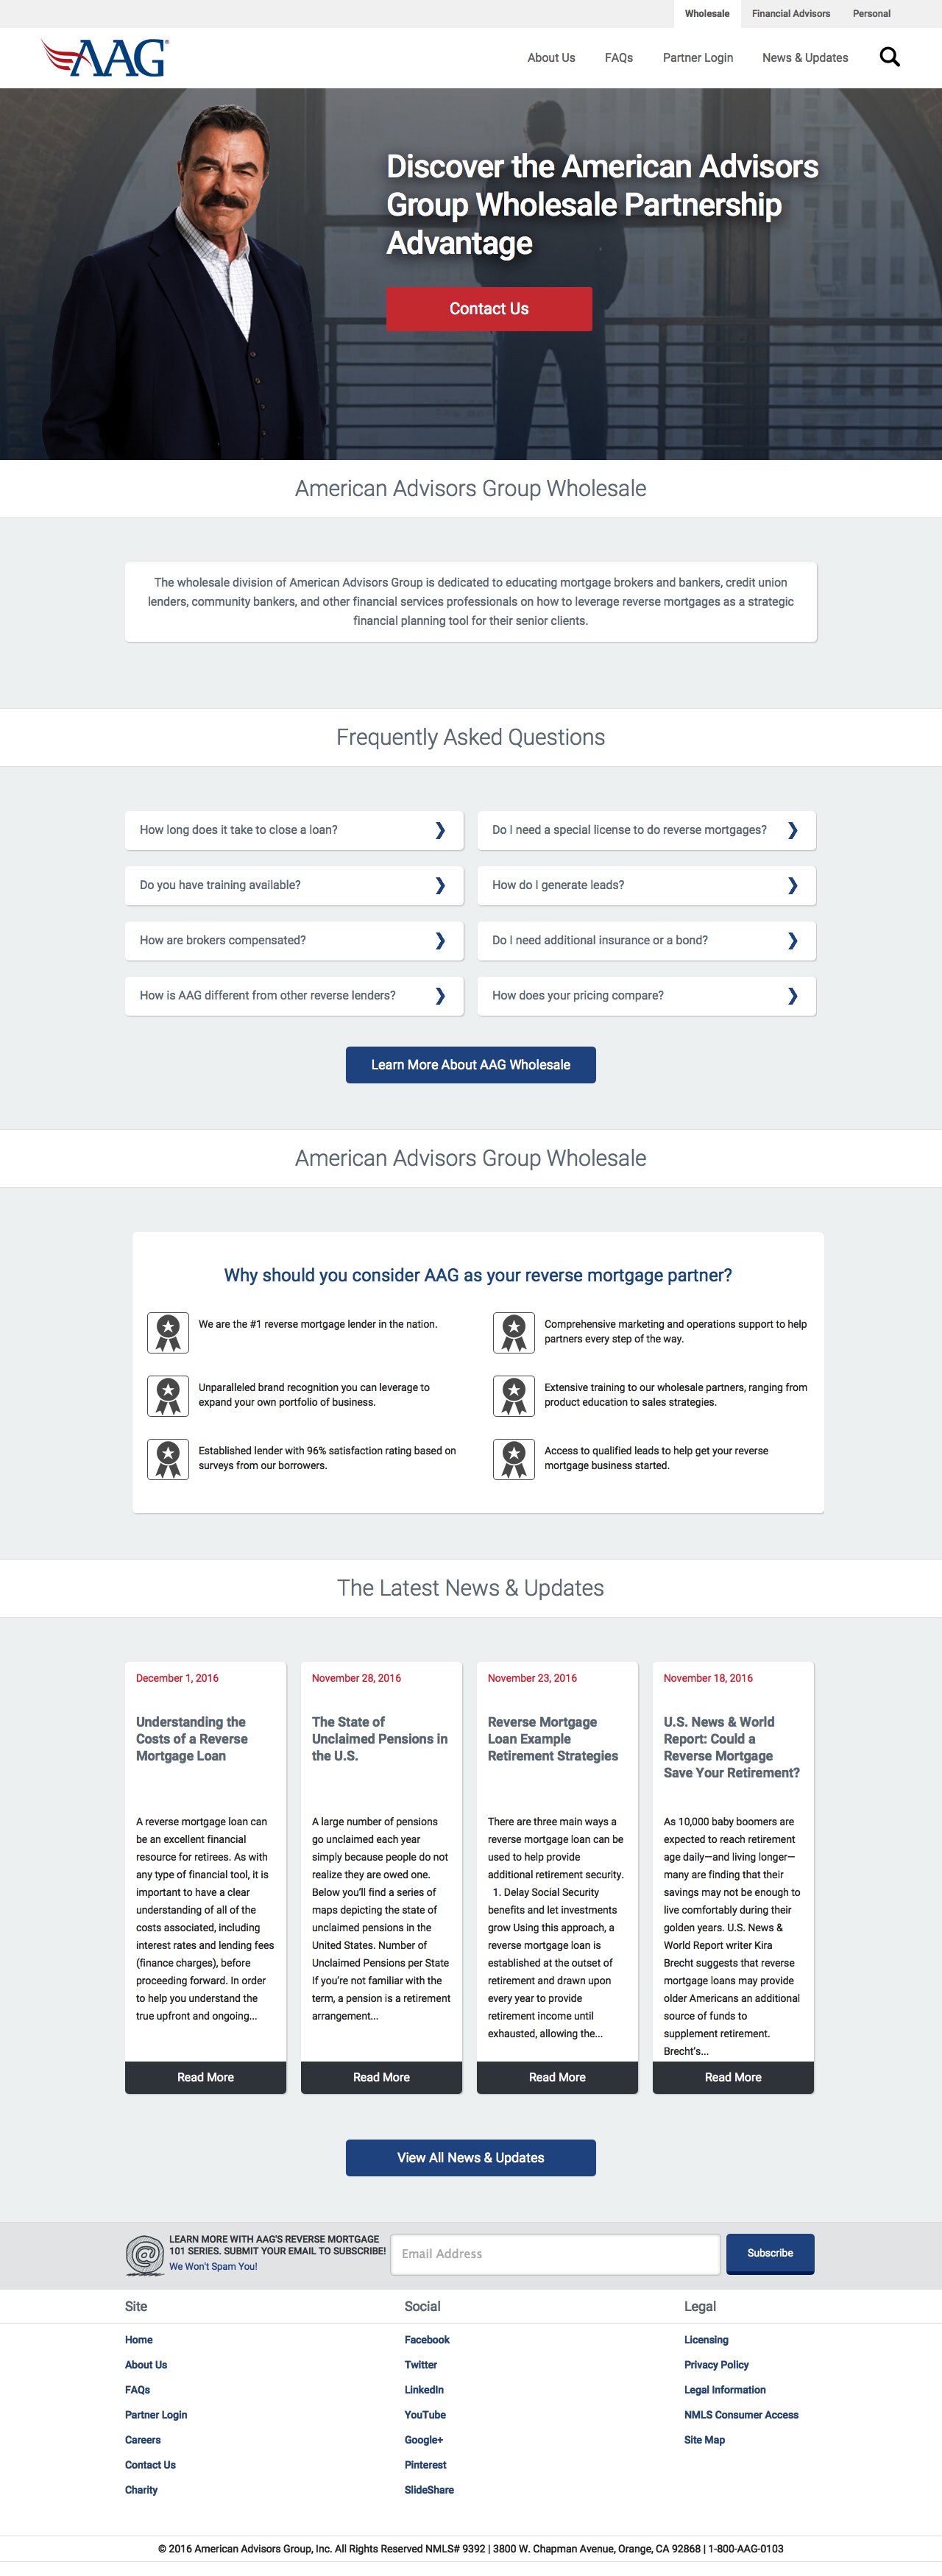 Wholesale
Financial Advisors
Personal
AAG®
About Us
FAQs
Partner Login
News & Updates
Discover the American Advisors
Group Wholesale Partnership
Advantage
Contact Us
American Advisors Group Wholesale
The wholesale division of American Advisors Group is dedicated to educating mortgage brokers and bankers, credit union
lenders, community bankers, and other financial services professionals on how to leverage reverse mortgages as a strategic
financial planning tool for their senior clients.
Frequently Asked Questions
How long does it take to close a loan?
Do I need a special license to do reverse mortgages?
Do you have training available?
How do I generate leads?
How are brokers compensated?
Do I need additional insurance or a bond?
How is AAG different from other reverse lenders?
How does your pricing compare?
Learn More About AAG Wholesale
American Advisors Group Wholesale
Why should you consider AAG as your reverse mortgage partner?
We are the #1 reverse mortgage lender in the nation.
Comprehensive marketing and operations support to help
partners every step of the way.
Unparalleled brand recognition you can leverage to
expand your own portfolio of business.
Extensive training to our wholesale partners, ranging from
product education to sales strategies.
Established lender with 96% satisfaction rating based on
surveys from our borrowers.
Access to qualified leads to help get your reverse
mortgage business started.
The Latest News & Updates
December 1, 2016
Understanding the
Costs of a Reverse
Mortgage Loan
A reverse mortgage loan can
be an excellent financial
resource for retirees. As with
any type of financial tool, it is
important to have a clear
understanding of all of the
costs associated, including
interest rates and lending fees
(finance charges), before
proceeding forward. In order
to help you understand the
true upfront and ongoing...
Read More
November 28, 2016
The State of
Unclaimed Pensions in
the U.S.
A large number of pensions
go unclaimed each year
simply because people do not
realize they are owed one.
Below you'll find a series of
maps depicting the state of
unclaimed pensions in the
United States. Number of
Unclaimed Pensions per State
If you're not familiar with the
term, a pension is a retirement
arrangement...
Read More
November 23, 2016
Reverse Mortgage
Loan Example
Retirement Strategies
There are three main ways a
reverse mortgage loan can be
used to help provide
additional retirement security.
1. Delay Social Security
benefits and let investments
grow Using this approach, a
reverse mortgage loan is
established at the outset of
retirement and drawn upon
every year to provide
retirement income until
exhausted, allowing the...
Read More
November 18, 2016
U.S. News & World
Report: Could a
Reverse Mortgage
Save Your Retirement?
As 10,000 baby boomers are
expected to reach retirement
age daily—and living longer—
many are finding that their
savings may not be enough to
live comfortably during their
golden years. U.S. News &
World Report writer Kira
Brecht suggests that reverse
mortgage loans may provide
older Americans an additional
source of funds to
supplement retirement.
Brecht's...
Read More
View All News & Updates
LEARN MORE WITH AAG'S REVERSE MORTGAGE
101 SERIES. SUBMIT YOUR EMAIL TO SUBSCRIBE!
We Won't Spam You!
Email Address
Subscribe
Site
Home
About Us
FAQs
Partner Login
Careers
Contact Us
Charity
Social
Facebook
Twitter
LinkedIn
YouTube
Google+
Pinterest
SlideShare
Legal
Licensing
Privacy Policy
Legal Information
NMLS Consumer Access
Site Map
© 2016 American Advisors Group, Inc. All Rights Reserved NMLS# 9392 | 3800 W. Chapman Avenue, Orange, CA 92868 | 1-800-AAG-0103